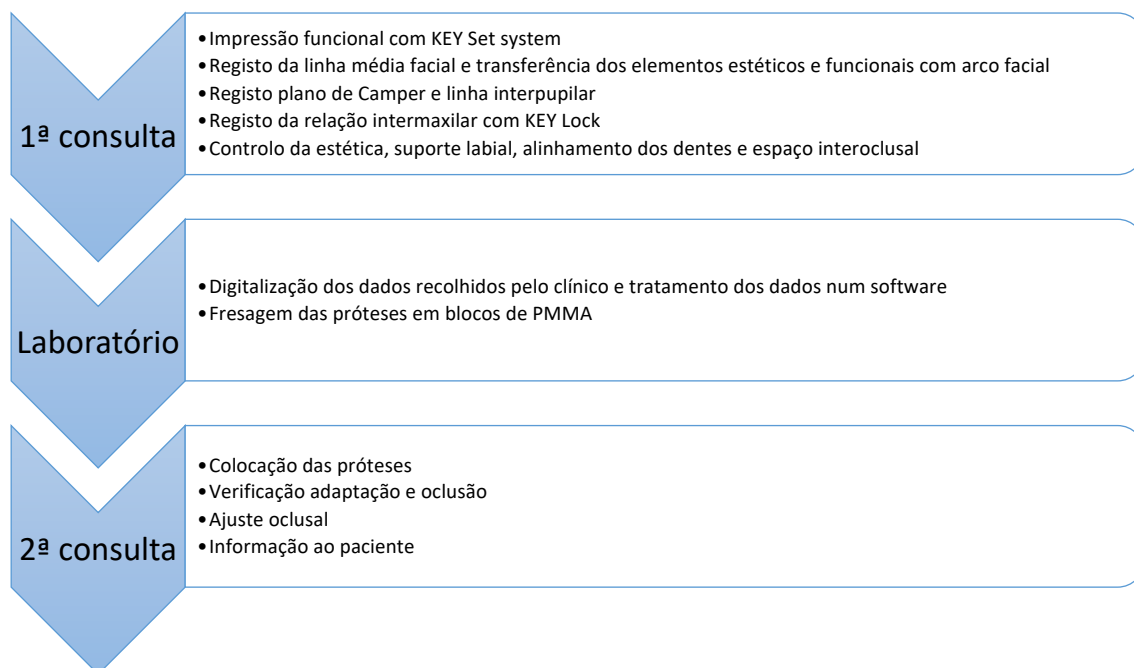 1ª consulta
•Impressão funcional com KEY Set system
•Registo da linha média facial e transferência dos elementos estéticos e funcionais com arco facial
•Registo plano de Camper e linha interpupilar
•Registo da relação intermaxilar com KEY Lock
•Controlo da estética, suporte labial, alinhamento dos dentes e espaço interoclusal
Laboratório
•Digitalização dos dados recolhidos pelo clínico e tratamento dos dados num software
•Fresagem das próteses em blocos de PMMA
2ª consulta
•Colocação das próteses
•Verificação adaptação e oclusão
•Ajuste oclusal
•Informação ao paciente